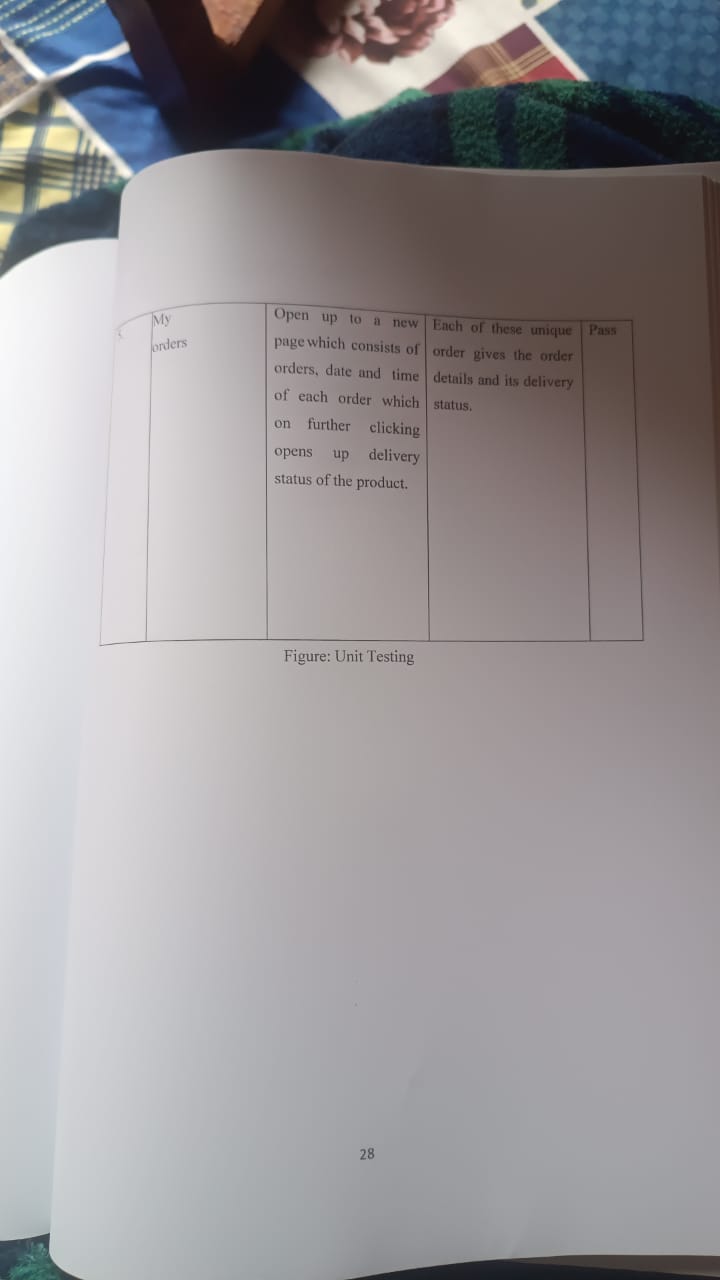 5.
My
orders
Open up to a new
page which consists of
orders, date and time
of each order which
on further clicking
opens up delivery
status of the product.
Each of these unique
order gives the order
details and its delivery
status.
Pass
Figure: Unit Testing
28